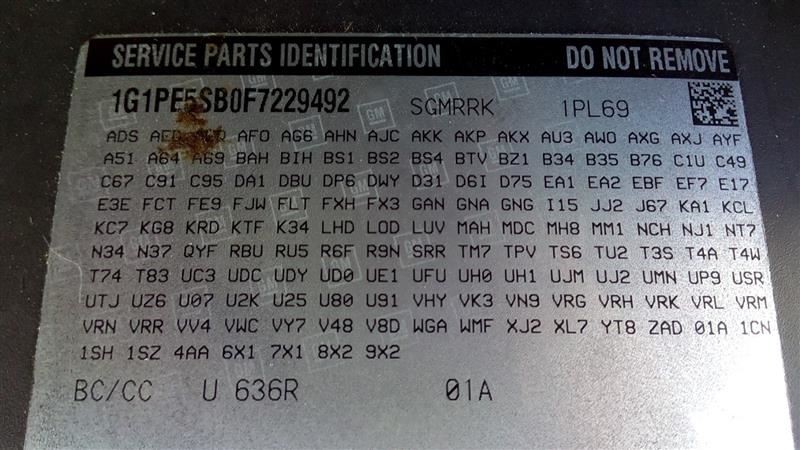 SERVICE PARTS IDENTIFICATION DO NOT REMOVE
1G1PE5SB0F7229492 SGMRRK 1PL69
ADS AED AFO AG6 AHN AJC AKK AKP AKX AU3 AWO AXG AXJ AYF
A51 A64 A69 BAH BIH BS1 BS2 BS4 BTV BZ1 B34 B35 B76 C1U C49
C67 C91 C95 DA1 DBU DP6 DWY D31 D6I D75 EA1 EA2 EBF EF7 E17
E3E FCT FE9 FJW FLT FXH FX3 GAN GNA GNG I15 JJ2 J67 KA1 KCL
KC7 KG8 KRD KTF K34 LHD LOD LUV MAH MDC MH8 MM1 NCH NJ1 NT7
N34 N37 QYF RBU RU5 R6F R9N SRR TM7 TPV TS6 TU2 T3S T4A T4W
T74 T83 UC3 UDC UDY UD0 UE1 UFU UH0 UH1 UJM UJ2 UMN UP9 USR
UTJ UZ6 U07 U2K U25 U80 U91 VHY VK3 VN9 VRG VRH VRK VRL VRM
VRN VRR VV4 VWC VY7 V48 V8D WGA WMF XJ2 XL7 YT8 ZAD 01A 1CN
1SH 1SZ 4AA 6X1 7X1 8X2 9X2
BC/CC U 636R 01A